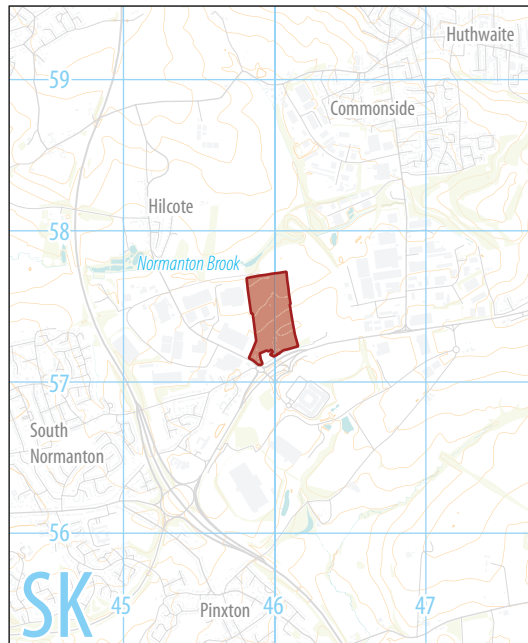 Huthwaite
59
Commonside
Hilcote
58
Normanton Brook
57
South
Normanton
56
SK
45
46
47
Pinxton